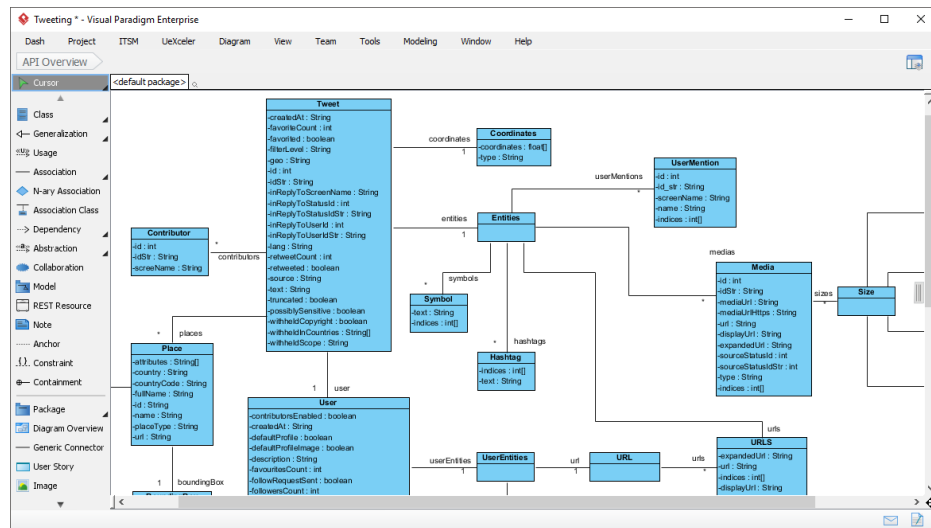 Tweeting * - Visual Paradigm Enterprise
Dash Project ITSM UeXceler Diagram View Team Tools Modeling Window Help
API Overview
Cursor
Class
Generalization
Usage
Association
N-ary Association
Association Class
Dependency
Abstraction
Collaboration
Model
REST Resource
Note
Anchor
Constraint
Containment
Package
Diagram Overview
Generic Connector
User Story
Image
<default package>
Tweet
-createdAt : String
-favoriteCount : int
-favorited : boolean
-filterLevel : String
-geo : String
-id : int
-idStr : String
-inReplyToScreenName : String
-inReplyToStatusId : int
-inReplyToStatusIdStr : String
-inReplyToUserId : int
-inReplyToUserIdStr : String
-lang : String
-retweetCount : int
-retweeted : boolean
-source : String
-text : String
-truncated : boolean
-possiblySensitive : boolean
-withheldCopyright : boolean
-withheldInCountries : String[]
-withheldScope : String
coordinates
1
Coordinates
-coordinates : float[]
-type : String
UserMention
-id : int
-id_str : String
-screenName : String
-name : String
-indices : int[]
userMentions
*
entities
1
Entities
Contributor
-id : int
-idStr : String
-screeName : String
*
contributors
symbols
*
Symbol
-text : String
-indices : int[]
*
hashtags
Hashtag
-indices : int[]
-text : String
medias
*
Media
-id : int
-idStr : String
-mediaUrl : String
-mediaUrlHttps : String
-url : String
-displayUrl : String
-expandedUrl : String
-sourceStatusId : int
-sourceStatusIdStr : int
-type : String
-indices : int[]
sizes
*
Size
*
places
Place
-attributes : String[]
-country : String
-countryCode : String
-fullName : String
-id : String
-name : String
-placeType : String
-url : String
1
boundingBox
1
user
User
-contributorsEnabled : boolean
-createdAt : String
-defaultProfile : boolean
-defaultProfileImage : boolean
-description : String
-favouritesCount : int
-followRequestSent : boolean
-followersCount : int
userEntities
1
UserEntities
url
1
URL
urls
*
urls
*
URLS
-expandedUrl : String
-url : String
-indices : int[]
-displayUrl : String